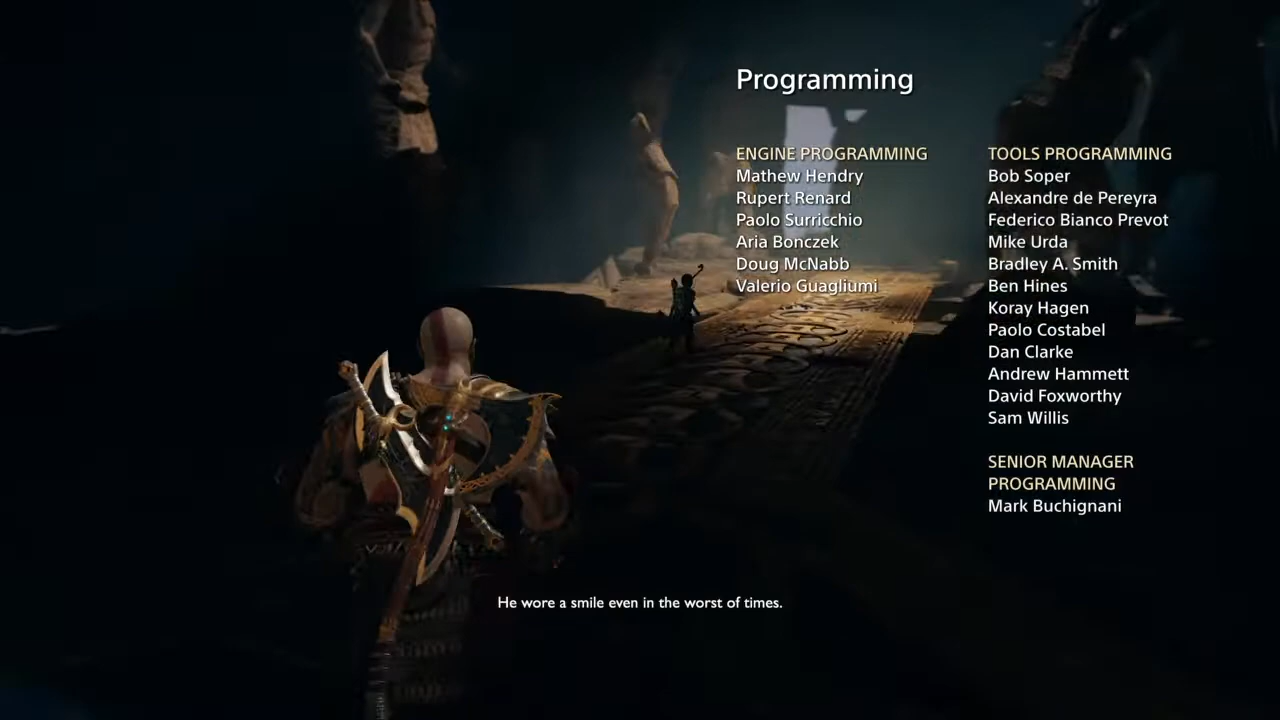 Programming
ENGINE PROGRAMMING
Mathew Hendry
Rupert Renard
Paolo Surricchio
Aria Bonczek
Doug McNabb
Valerio Guagliumi
TOOLS PROGRAMMING
Bob Soper
Alexandre de Pereyra
Federico Bianco Prevot
Mike Urda
Bradley A. Smith
Ben Hines
Koray Hagen
Paolo Costabel
Dan Clarke
Andrew Hammett
David Foxworthy
Sam Willis
SENIOR MANAGER
PROGRAMMING
Mark Buchignani
He wore a smile even in the worst of times.